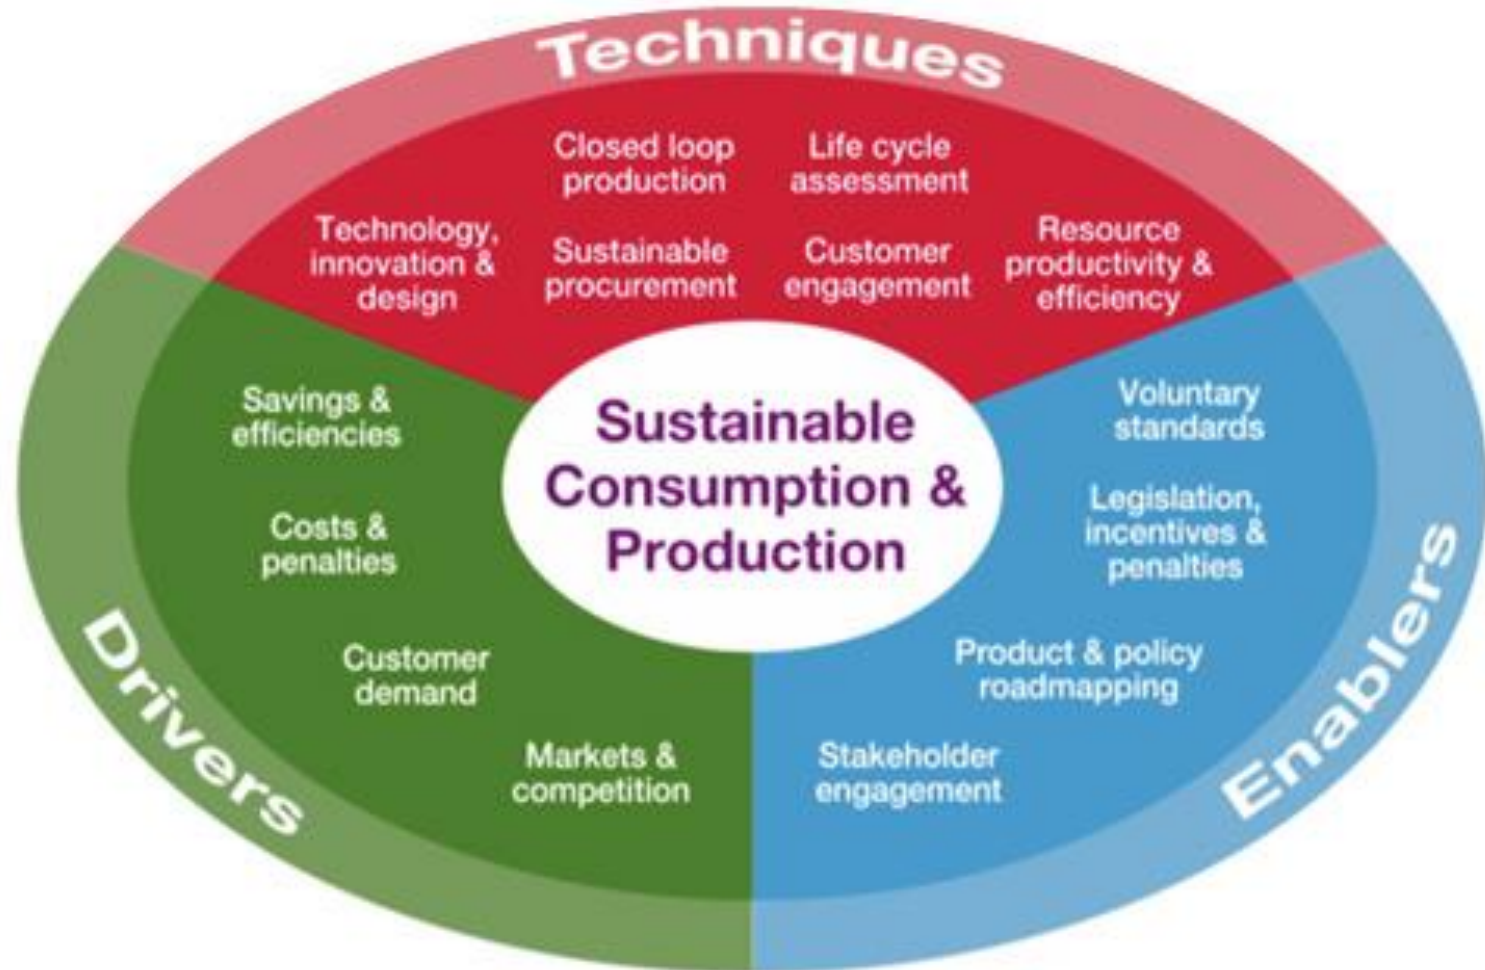 Techniques
Closed loop
production
Life cycle
assessment
Technology,
innovation &
design
Sustainable
procurement
Customer
engagement
Resource
productivity &
efficiency
Sustainable
Consumption &
Production
Drivers
Savings &
efficiencies
Costs &
penalties
Customer
demand
Markets &
competition
Enablers
Voluntary
standards
Legislation,
incentives &
penalties
Product & policy
roadmapping
Stakeholder
engagement